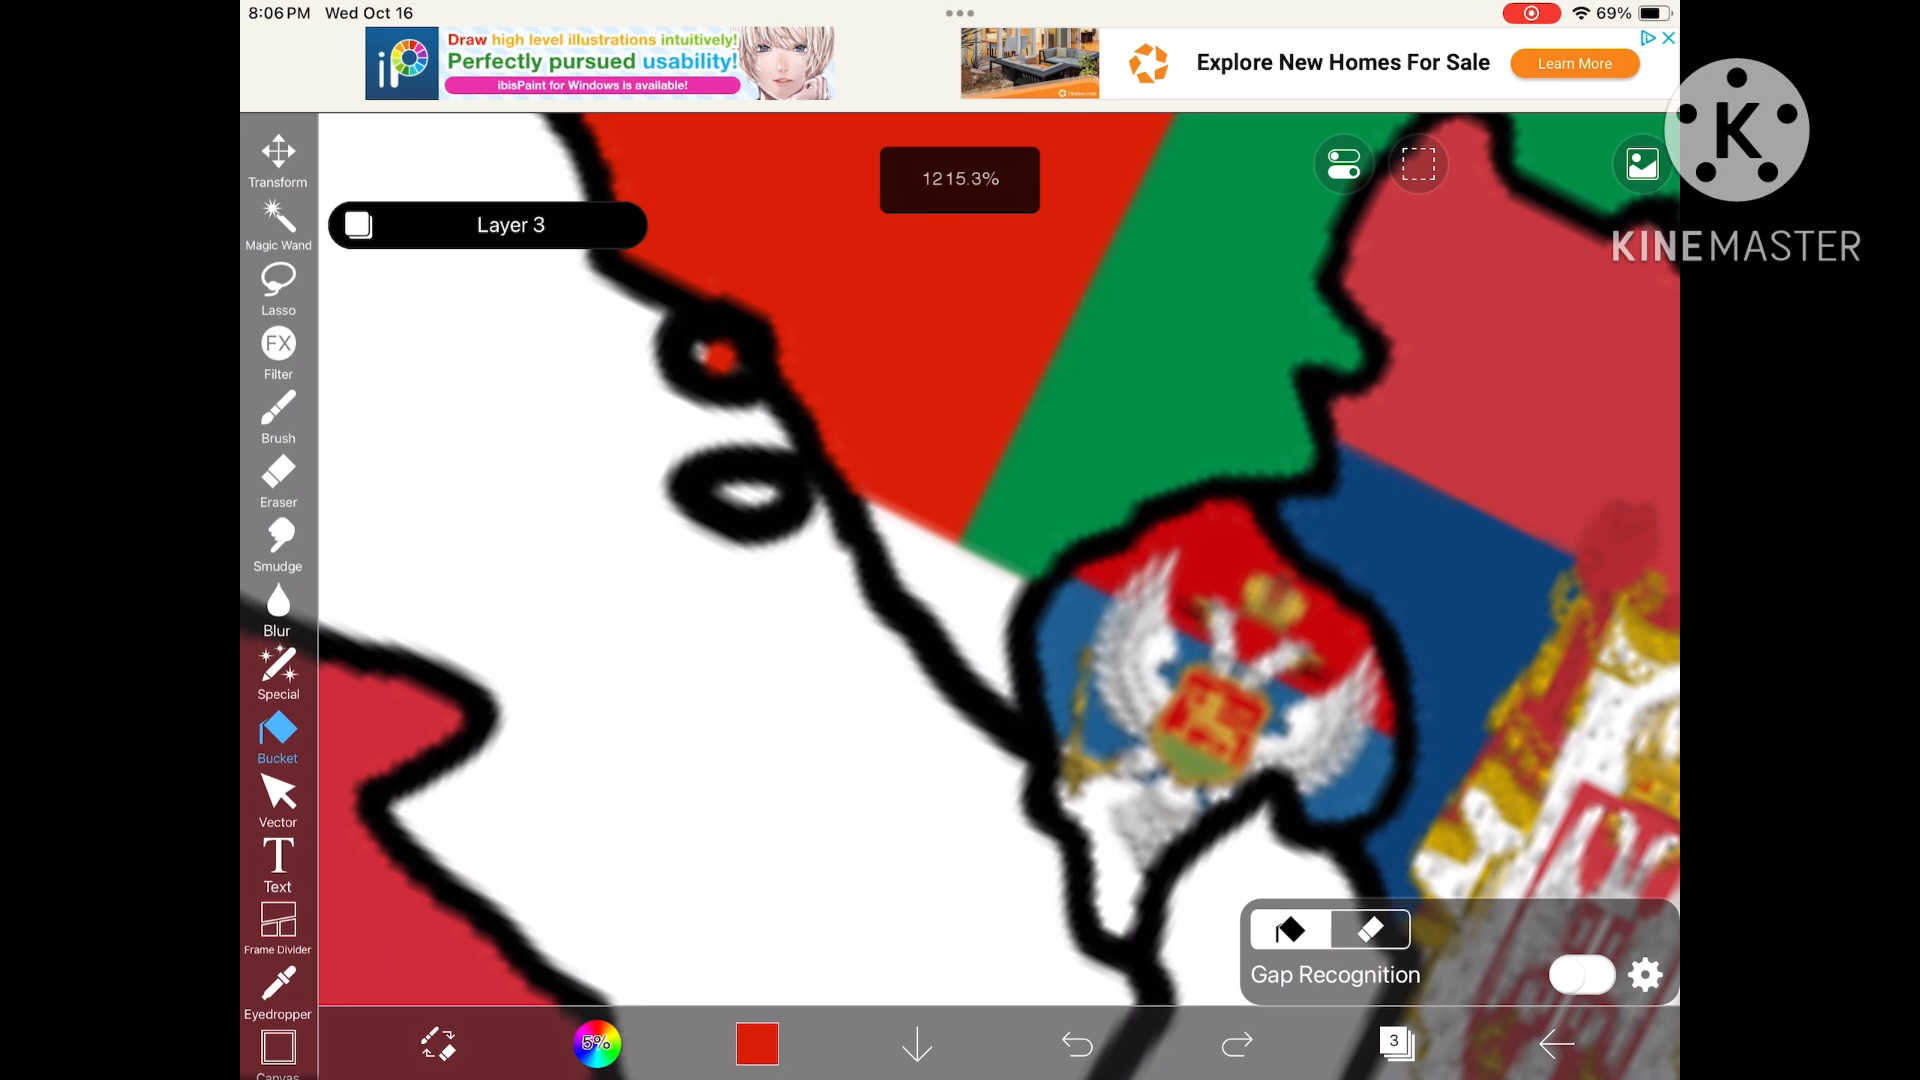 8:06 PM Wed Oct 16
69%
Draw high level illustrations intuitively!
Perfectly pursued usability!
ibisPaint for Windows is available!
Explore New Homes For Sale
Learn More
K
KINEMASTER
1215.3%
Layer 3
Transform
Magic Wand
Lasso
FX
Filter
Brush
Eraser
Smudge
Blur
Special
Bucket
Vector
T
Text
Frame Divider
Eyedropper
Canvas
Gap Recognition
5%
3